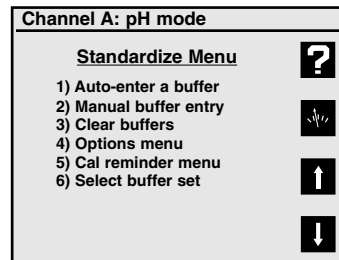 Channel A: pH mode
Standardize Menu
1) Auto-enter a buffer
2) Manual buffer entry
3) Clear buffers
4) Options menu
5) Cal reminder menu
6) Select buffer set
?